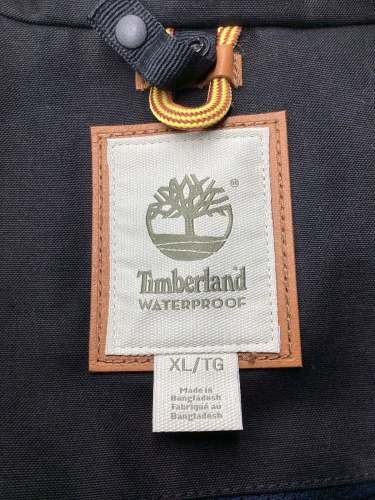 ®
Timberland
WATERPROOF
XL/TG
Made in
Bangladesh
Fabriqué au
Bangladesh